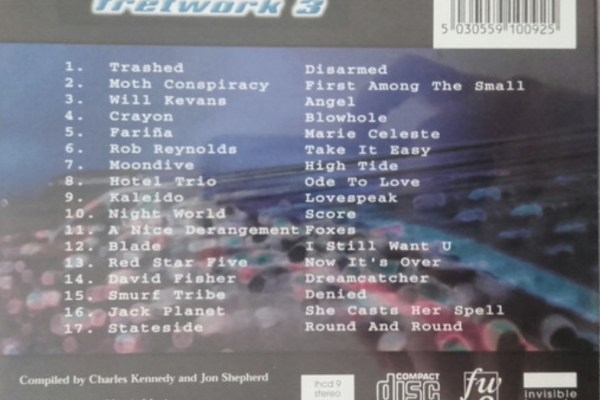 Fretwork 3
5 030559 100925
1. Trashed Disarmed
2. Moth Conspiracy First Among The Small
3. Will Kevans Angel
4. Crayon Blowhole
5. Fariña Marie Celeste
6. Rob Reynolds Take It Easy
7. Moondive High Tide
8. Hotel Trio Ode To Love
9. Kaleido Lovespeak
10. Night World Score
11. A Nice Derangement Foxes
12. Blade I Still Want U
13. Red Star Five Now It's Over
14. David Fisher Dreamcatcher
15. Smurf Tribe Denied
16. Jack Planet She Casts Her Spell
17. Stateside Round And Round
Compiled by Charles Kennedy and Jon Shepherd
ihcd 9
stereo
COMPACT
disc
fu
invisible